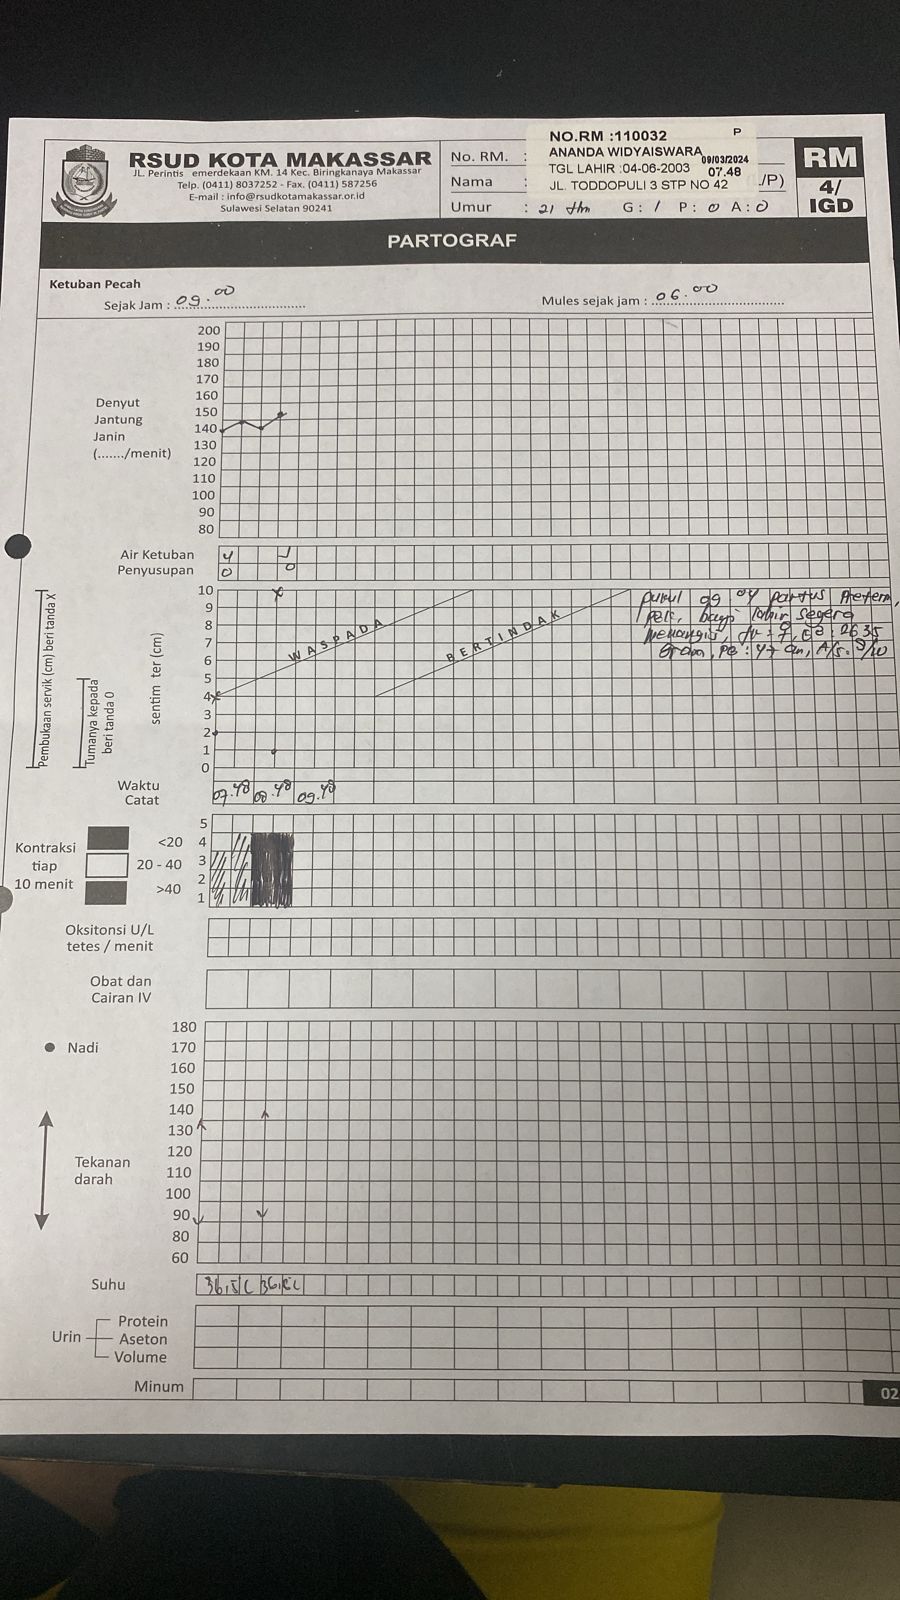 RSUD KOTA MAKASSAR
JL. Perintis emerdekaan KM. 14 Kec. Biringkanaya Makassar
Telp. (0411) 8037252 - Fax. (0411) 587256
E-mail : info@rsudkotamakassar.or.id
Sulawesi Selatan 90241
No. RM. :
Nama :
/P)
Umur : 21 thn G: 1 P: 0 A: 0
NO.RM :110032 P
ANANDA WIDYAISWARA 09/03/2024
TGL LAHIR :04-06-2003 07.48
JL. TODDOPULI 3 STP NO 42
RM
4/
IGD
PARTOGRAF
Ketuban Pecah
Sejak Jam : 09.00
Mules sejak jam : 06.00
Denyut
Jantung
Janin
(......./menit)
200
190
180
170
160
150
140
130
120
110
100
90
80
Air Ketuban
Penyusupan
U J
0 0
Pembukaan servik (cm) beri tanda X
Tumanya kepada
beri tanda 0
sentim ter (cm)
10
9
8
7
6
5
4
3
2
1
0
WASPADA
BERTINDAK
pukul 09.04 partus
bayi lahir segera
menangis, 2635
gram, PB: 47 cm, A/S: 8/10
Waktu
Catat
07.48 08.48 09.48
Kontraksi
tiap
10 menit
<20
20 - 40
>40
5
4
3
2
1
Oksitonsi U/L
tetes / menit
Obat dan
Cairan IV
Nadi
Tekanan
darah
180
170
160
150
140
130
120
110
100
90
80
60
Suhu
36,5
Urin
Protein
Aseton
Volume
Minum
02